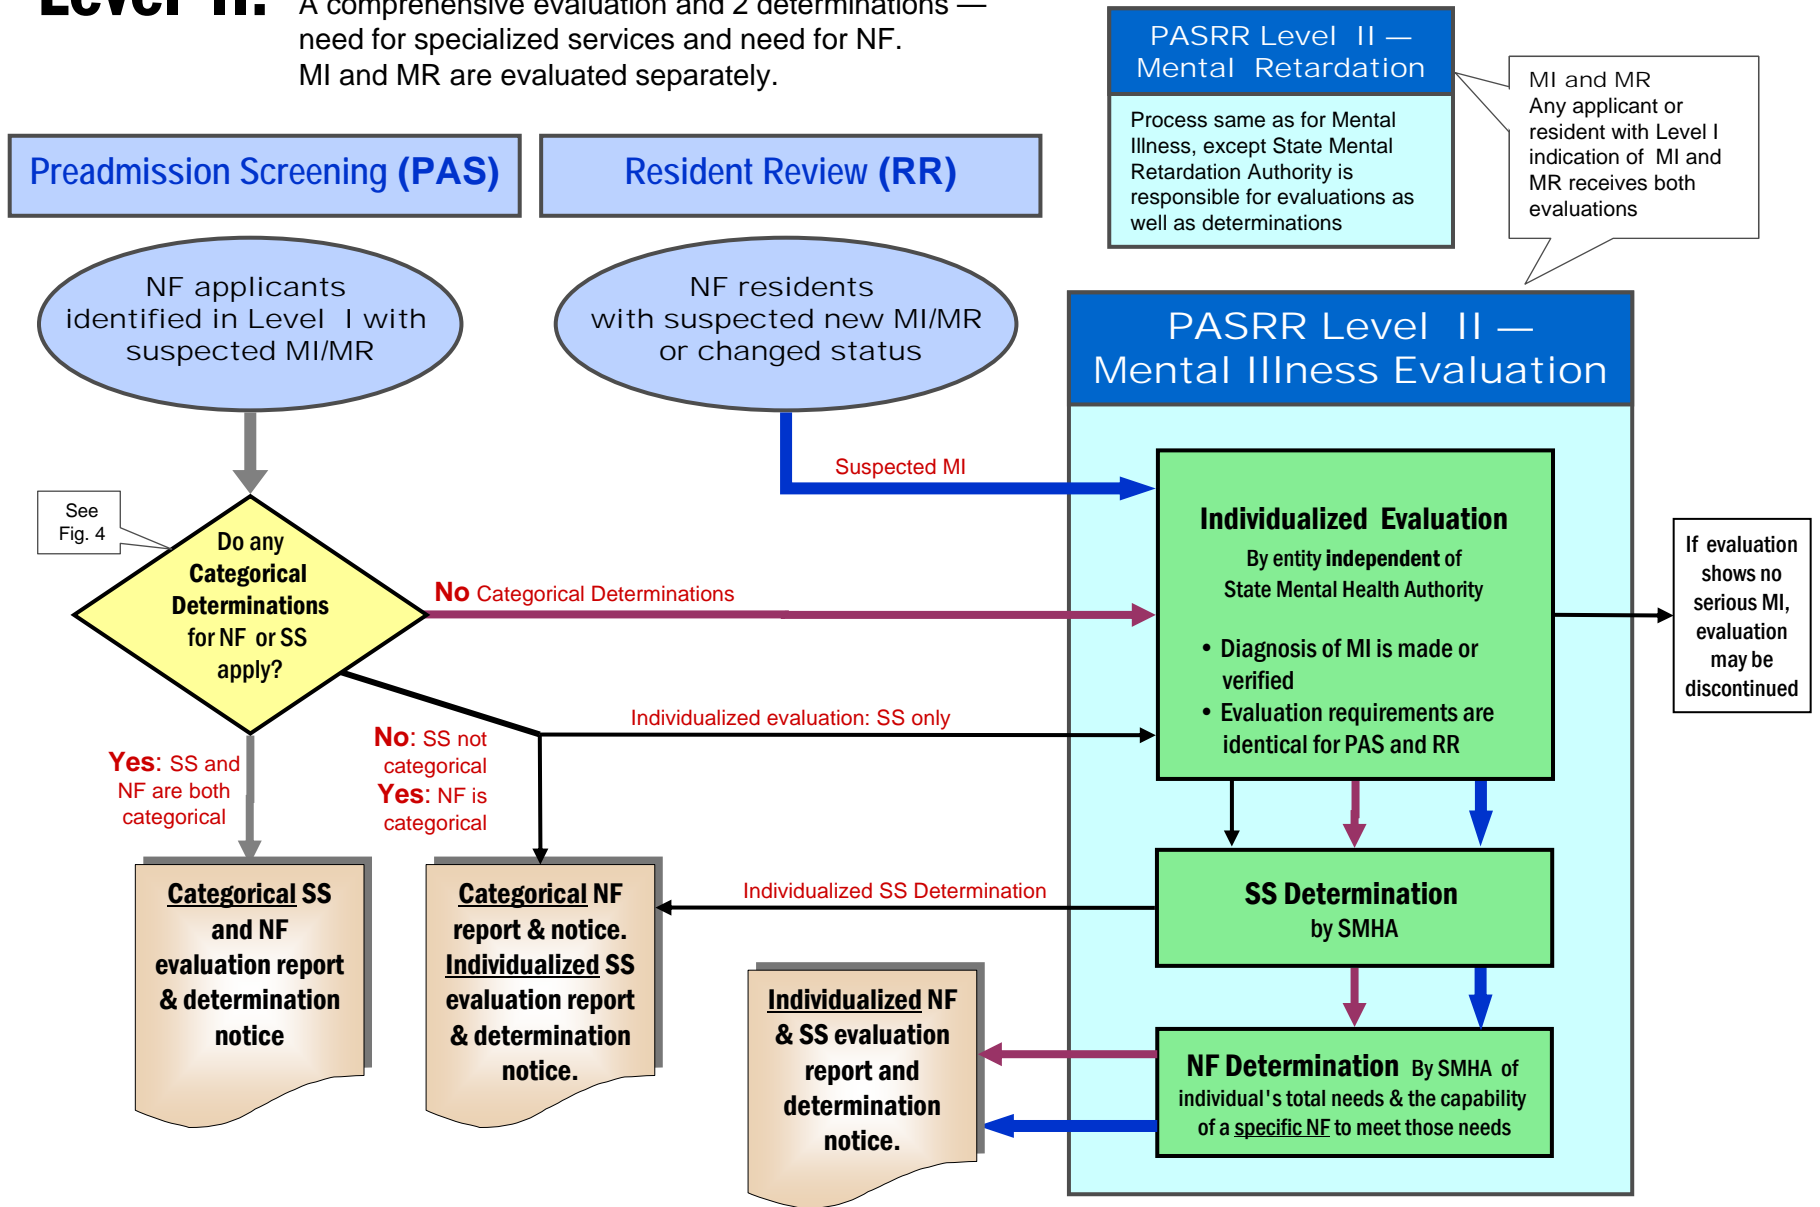 Level II:
A comprehensive evaluation and 2 determinations —
need for specialized services and need for NF.
MI and MR are evaluated separately.
PASRR Level II —
Mental Retardation
Process same as for Mental
Illness, except State Mental
Retardation Authority is
responsible for evaluations as
well as determinations
MI and MR
Any applicant or
resident with Level I
indication of MI and
MR receives both
evaluations
Preadmission Screening (PAS)
Resident Review (RR)
NF applicants
identified in Level I with
suspected MI/MR
NF residents
with suspected new MI/MR
or changed status
PASRR Level II —
Mental Illness Evaluation
Suspected MI
See
Fig. 4
Do any
Categorical
Determinations
for NF or SS
apply?
No Categorical Determinations
Individualized Evaluation
By entity independent of
State Mental Health Authority
• Diagnosis of MI is made or
verified
• Evaluation requirements are
identical for PAS and RR
If evaluation
shows no
serious MI,
evaluation
may be
discontinued
Individualized evaluation: SS only
Yes: SS and
NF are both
categorical
No: SS not
categorical
Yes: NF is
categorical
Categorical SS
and NF
evaluation report
& determination
notice
Categorical NF
report & notice.
Individualized SS
evaluation report
& determination
notice.
Individualized SS Determination
SS Determination
by SMHA
Individualized NF
& SS evaluation
report and
determination
notice.
NF Determination By SMHA of
individual's total needs & the capability
of a specific NF to meet those needs